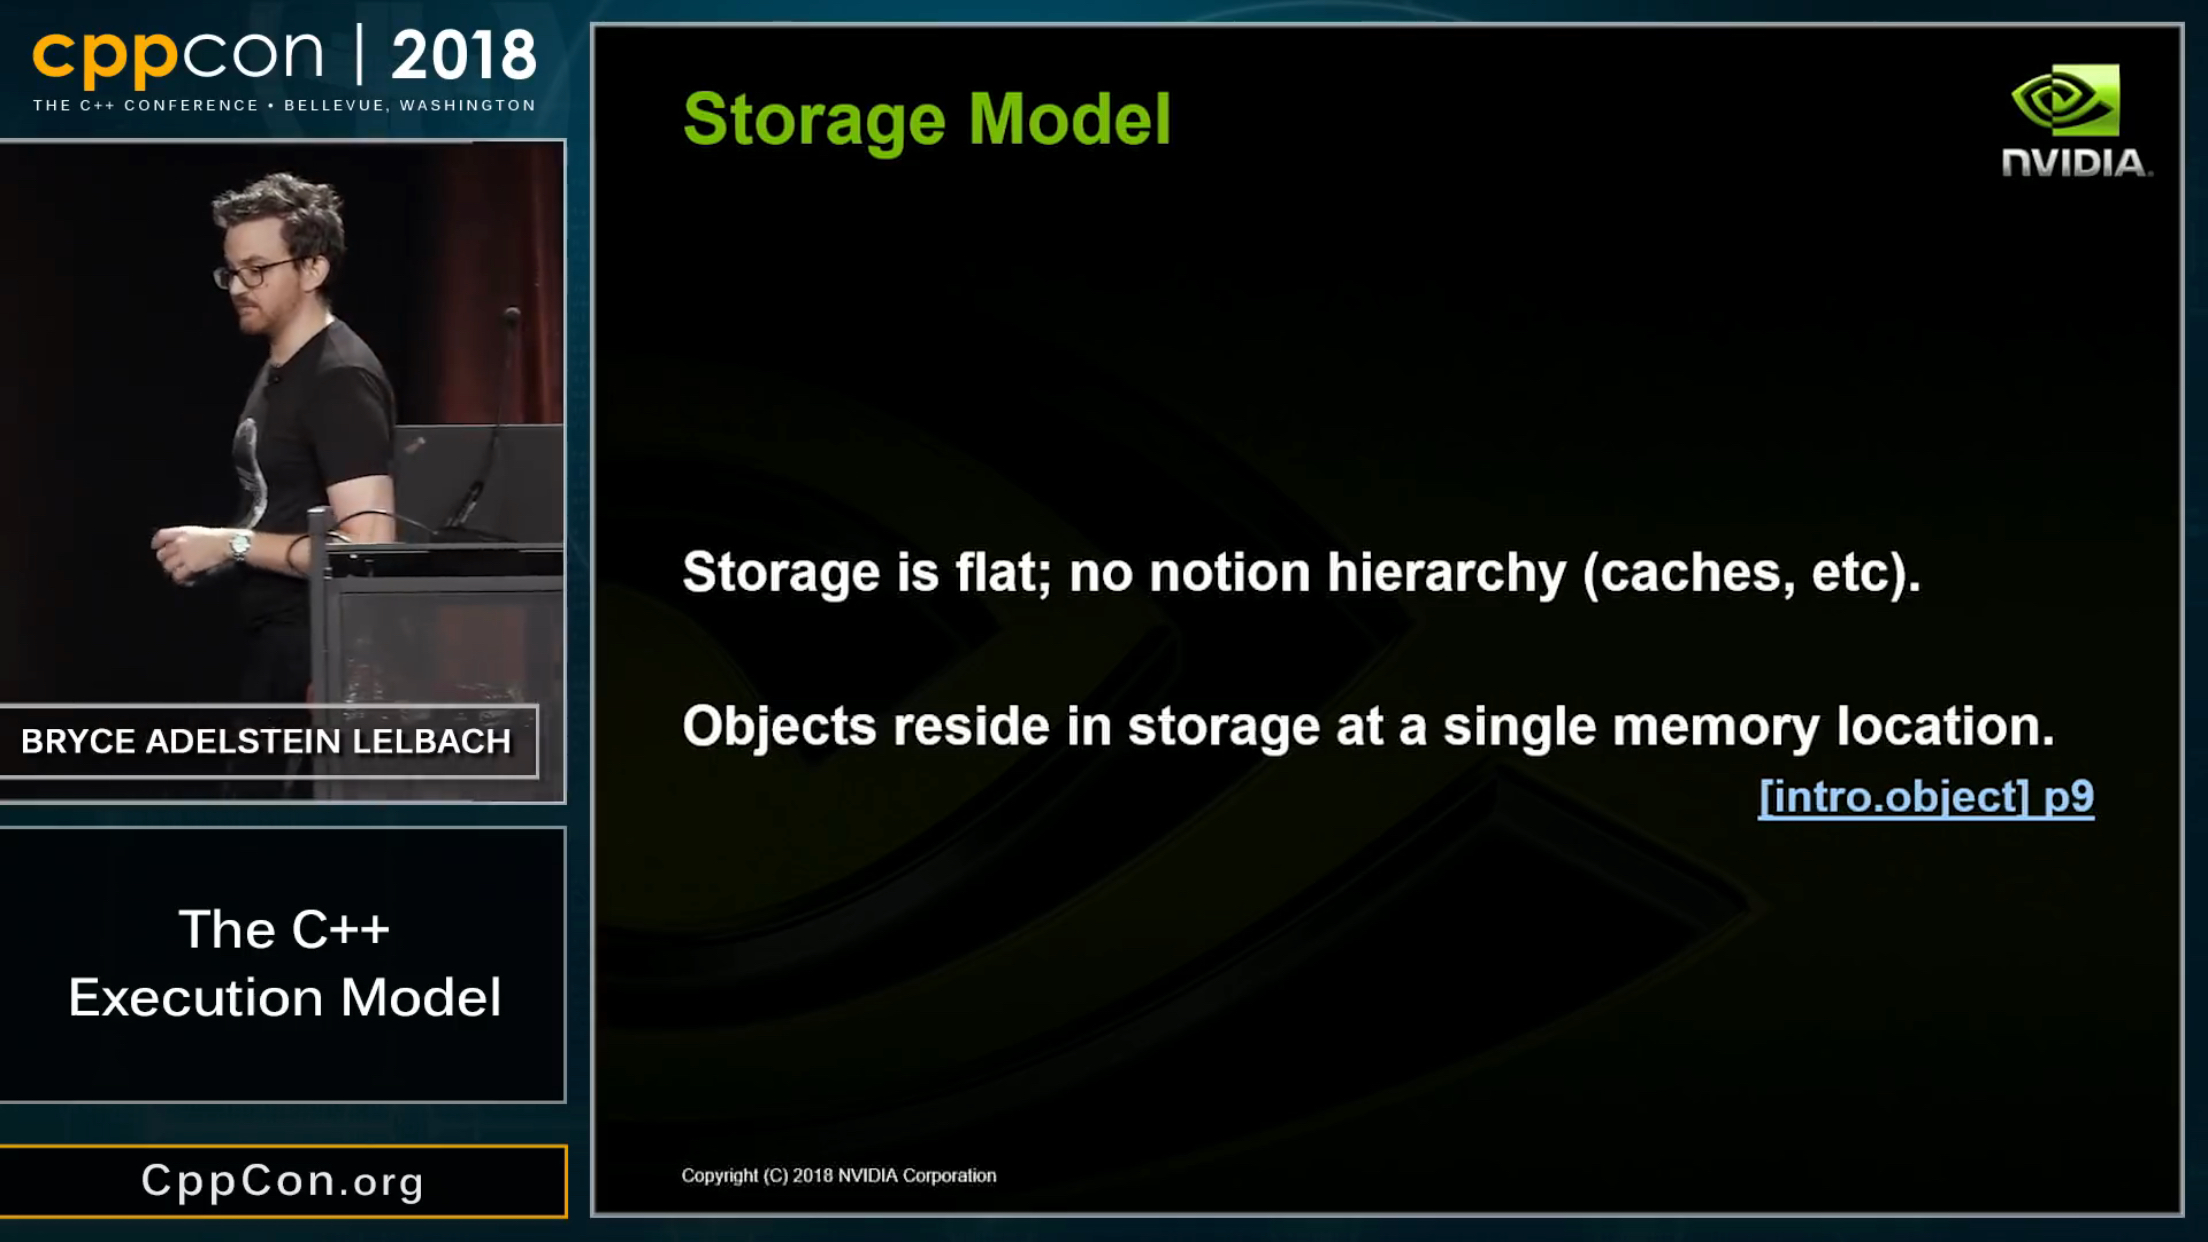 cppcon | 2018
THE C++ CONFERENCE • BELLEVUE, WASHINGTON
BRYCE ADELSTEIN LELBACH
The C++
Execution Model
CppCon.org
Storage Model
NVIDIA.
Storage is flat; no notion hierarchy (caches, etc).
Objects reside in storage at a single memory location.
[intro.object] p9
Copyright (C) 2018 NVIDIA Corporation